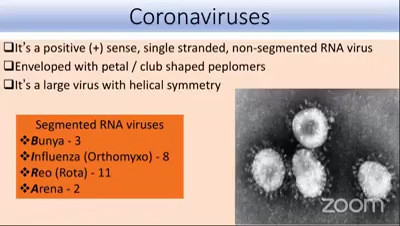 Coronaviruses
❑It's a positive (+) sense, single stranded, non-segmented RNA virus
❑Enveloped with petal / club shaped peplomers
❑It's a large virus with helical symmetry
Segmented RNA viruses
❖Bunya - 3
❖Influenza (Orthomyxo) - 8
❖Reo (Rota) - 11
❖Arena - 2
zoom